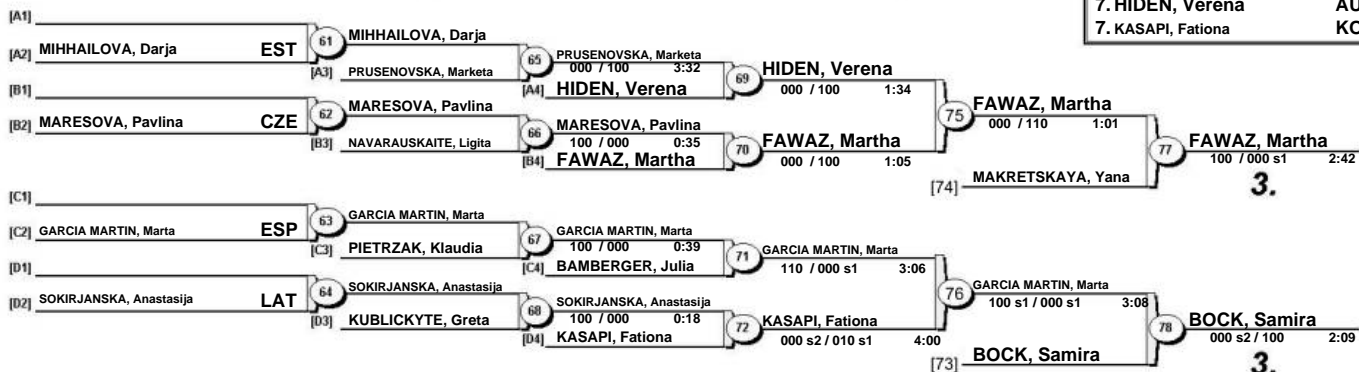 7. HIDEN, Verena AU
7. KASAPI, Fationa KO
[A1]
[A2] MIHHAILOVA, Darja EST 61 MIHHAILOVA, Darja
[A3] PRUSENOVSKA, Marketa
65 PRUSENOVSKA, Marketa
000 / 100 3:32
[A4] HIDEN, Verena
69 HIDEN, Verena
000 / 100 1:34
[B1]
[B2] MARESOVA, Pavlina CZE 62 MARESOVA, Pavlina
[B3] NAVARAUSKAITE, Ligita
66 MARESOVA, Pavlina
100 / 000 0:35
[B4] FAWAZ, Martha
70 FAWAZ, Martha
000 / 100 1:05
75 FAWAZ, Martha
000 / 110 1:01
[74] MAKRETSKAYA, Yana
77 FAWAZ, Martha
100 / 000 s1 2:42
3.
[C1]
[C2] GARCIA MARTIN, Marta ESP 63 GARCIA MARTIN, Marta
[C3] PIETRZAK, Klaudia
67 GARCIA MARTIN, Marta
100 / 000 0:39
[C4] BAMBERGER, Julia
71 GARCIA MARTIN, Marta
110 / 000 s1 3:06
[D1]
[D2] SOKIRJANSKA, Anastasija LAT 64 SOKIRJANSKA, Anastasija
[D3] KUBLICKYTE, Greta
68 SOKIRJANSKA, Anastasija
100 / 000 0:18
[D4] KASAPI, Fationa
72 KASAPI, Fationa
000 s2 / 010 s1 4:00
76 GARCIA MARTIN, Marta
100 s1 / 000 s1 3:08
[73] BOCK, Samira
78 BOCK, Samira
000 s2 / 100 2:09
3.